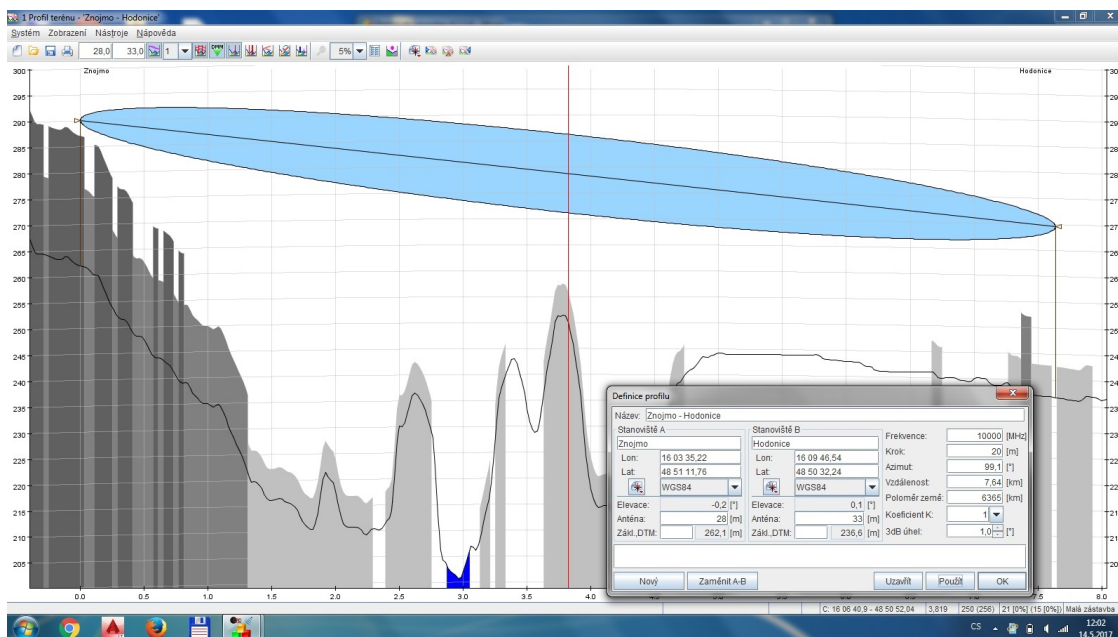 1 Profil terénu - 'Znojmo - Hodonice'
Systém Zobrazení Nástroje Nápověda
28,0 33,0 1 5%
Znojmo Hodonice
300
295
290
285
280
275
270
265
260
255
250
245
240
235
230
225
220
215
210
205
0.0 0.5 1.0 1.5 2.0 2.5 3.0 3.5 4.0 8.0
Definice profilu
Název: Znojmo - Hodonice
Stanoviště A Stanoviště B
Znojmo Hodonice
Lon: 16 03 35,22 Lon: 16 09 46,54
Lat: 48 51 11,76 Lat: 48 50 32,24
WGS84 WGS84
Elevace: -0,2 [°] Elevace: 0,1 [°]
Anténa: 28 [m] Anténa: 33 [m]
Zákl.,DTM: 262,1 [m] Zákl.,DTM: 236,6 [m]
Frekvence: 10000 [MHz]
Krok: 20 [m]
Azimut: 99,1 [°]
Vzdálenost: 7,64 [km]
Poloměr země: 6365 [km]
Koeficient K: 1
3dB úhel: 1,0 [°]
Nový Zaměnit A-B Uzavřít Použít OK
C: 16 06 40,9 - 48 50 52,04 3,819 250 (256) 21 [0%] (15 [0%]) Malá zástavba
CS 12:02